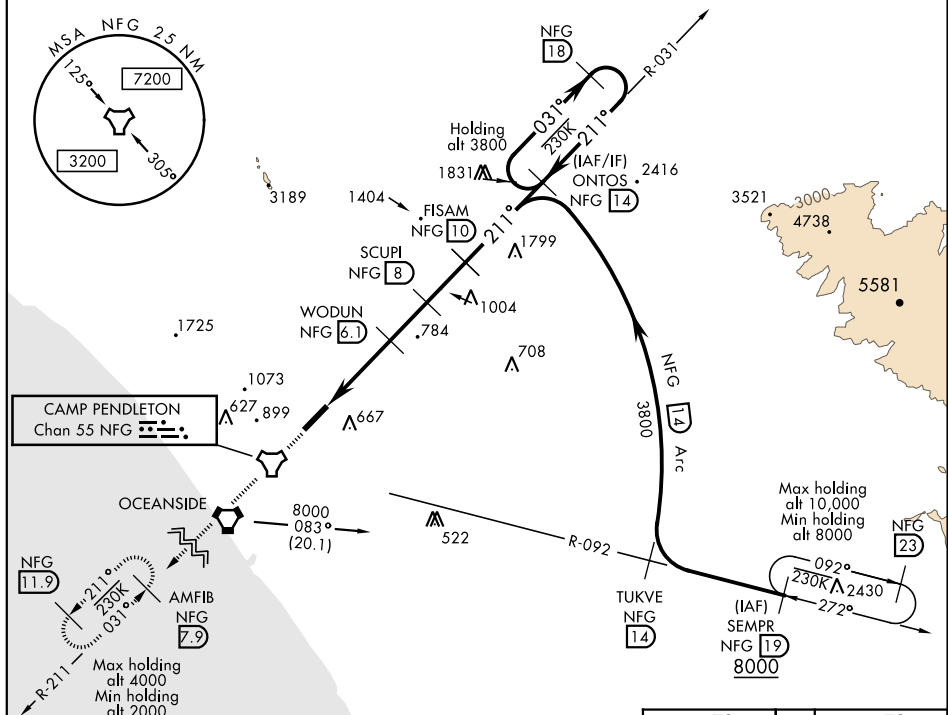 MSA NFG 25 NM
125°
7200
3200
305°
NFG
18
R-031
031°
230K
211°
Holding
alt 3800
1831
(IAF/IF)
ONTOS
NFG 14
2416
3189
1404
FISAM
NFG 10
211°
1799
3521
3000
4738
5581
SCUPI
NFG 8
1004
WODUN
NFG 6.1
784
1725
708
1073
627
899
667
CAMP PENDLETON
Chan 55 NFG
NFG
14
Arc
3800
OCEANSIDE
8000
083°
(20.1)
522
R-092
Max holding
alt 10,000
Min holding
alt 8000
NFG
23
092°
230K
2430
272°
TUKVE
NFG
14
(IAF)
SEMPR
NFG 19
8000
NFG
11.9
211°
230K
031°
AMFIB
NFG
7.9
R-211
Max holding
alt 4000
Min holding
alt 2000